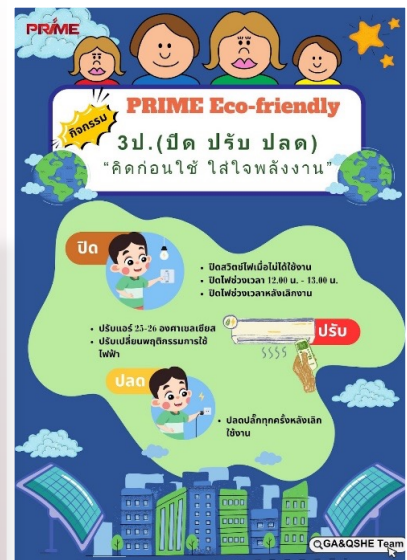 PRIME
กิจกรรม
PRIME Eco-friendly
3ป.(ปิด ปรับ ปลด)
“คิดก่อนใช้ ใส่ใจพลังงาน”
ปิด
• ปิดสวิตช์ไฟเมื่อไม่ได้ใช้งาน
• ปิดไฟช่วงเวลา 12.00 น. - 13.00 น.
• ปิดไฟช่วงเวลาหลังเลิกงาน
• ปรับแอร์ 25-26 องศาเซลเซียส
• ปรับเปลี่ยนพฤติกรรมการใช้
ไฟฟ้า
ปรับ
ปลด
• ปลดปลั๊กทุกครั้งหลังเลิก
ใช้งาน
GA&QSHE Team